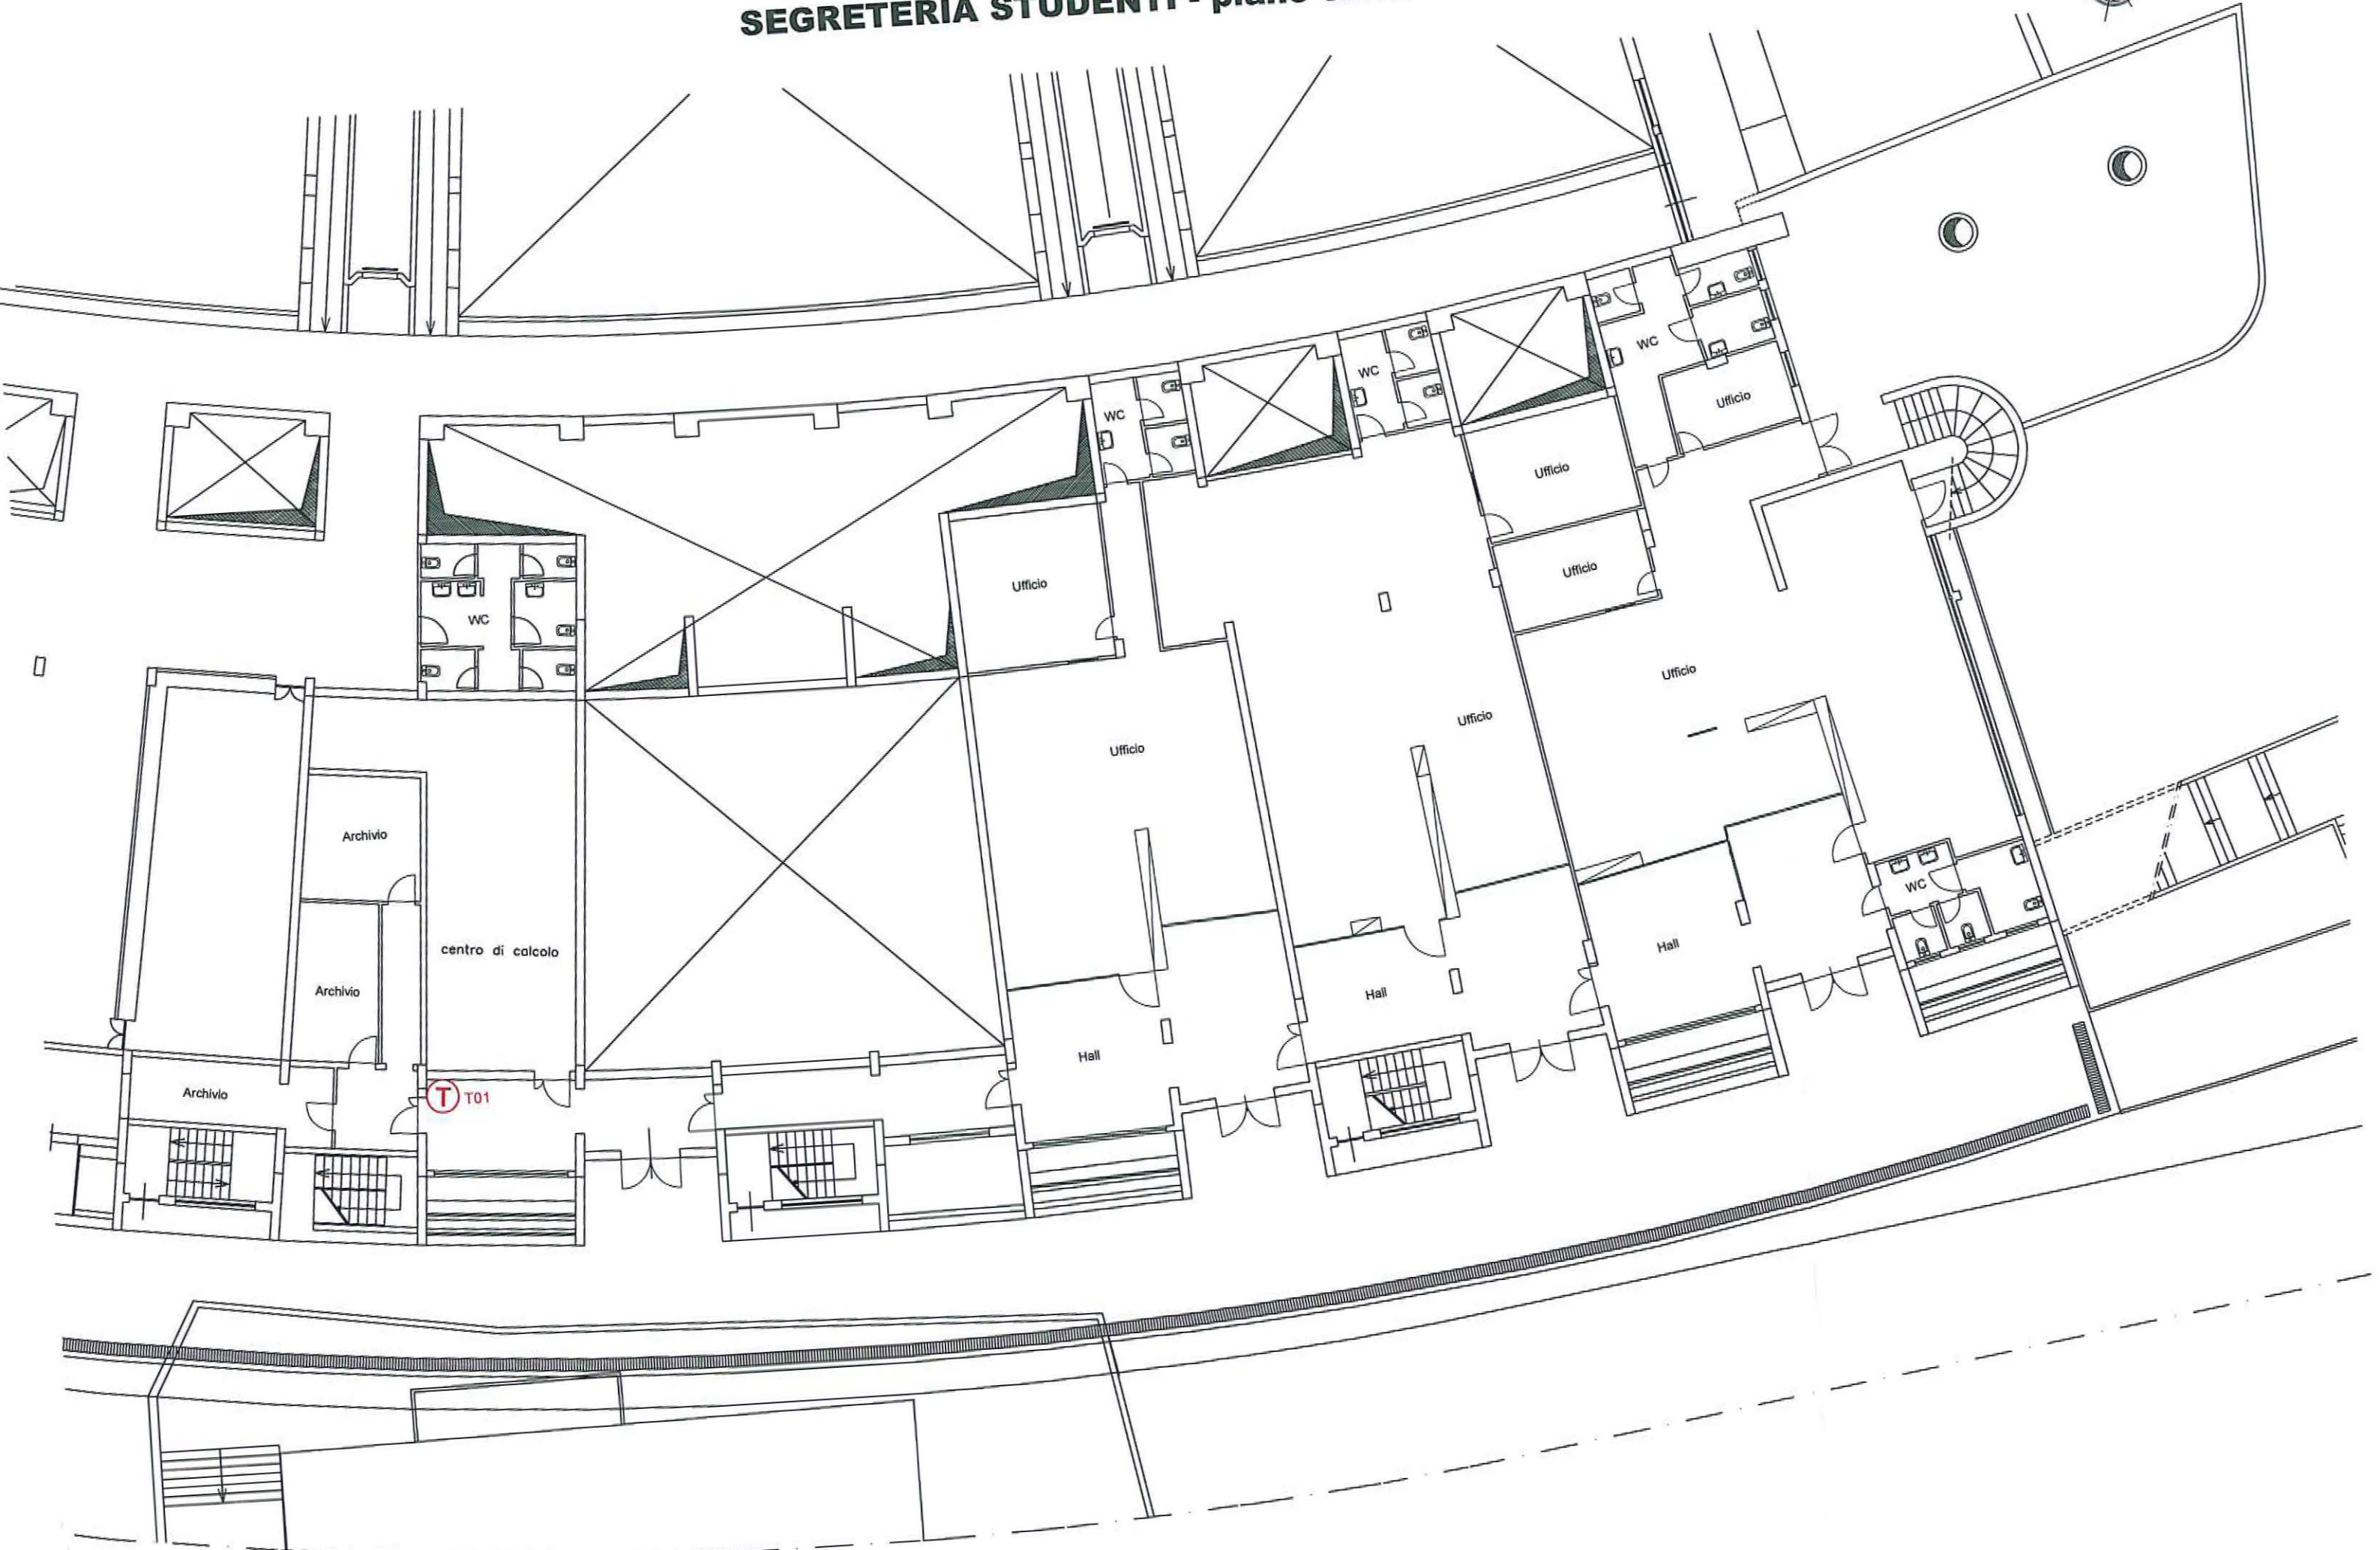 SEGRETERIA STUDENTI - piano
WC
Ufficio
WC
WC
Ufficio
Ufficio
Ufficio
WC
Ufficio
Ufficio
Ufficio
Archivio
WC
centro di calcolo
Hall
Archivio
Hall
Hall
Archivio
T T01